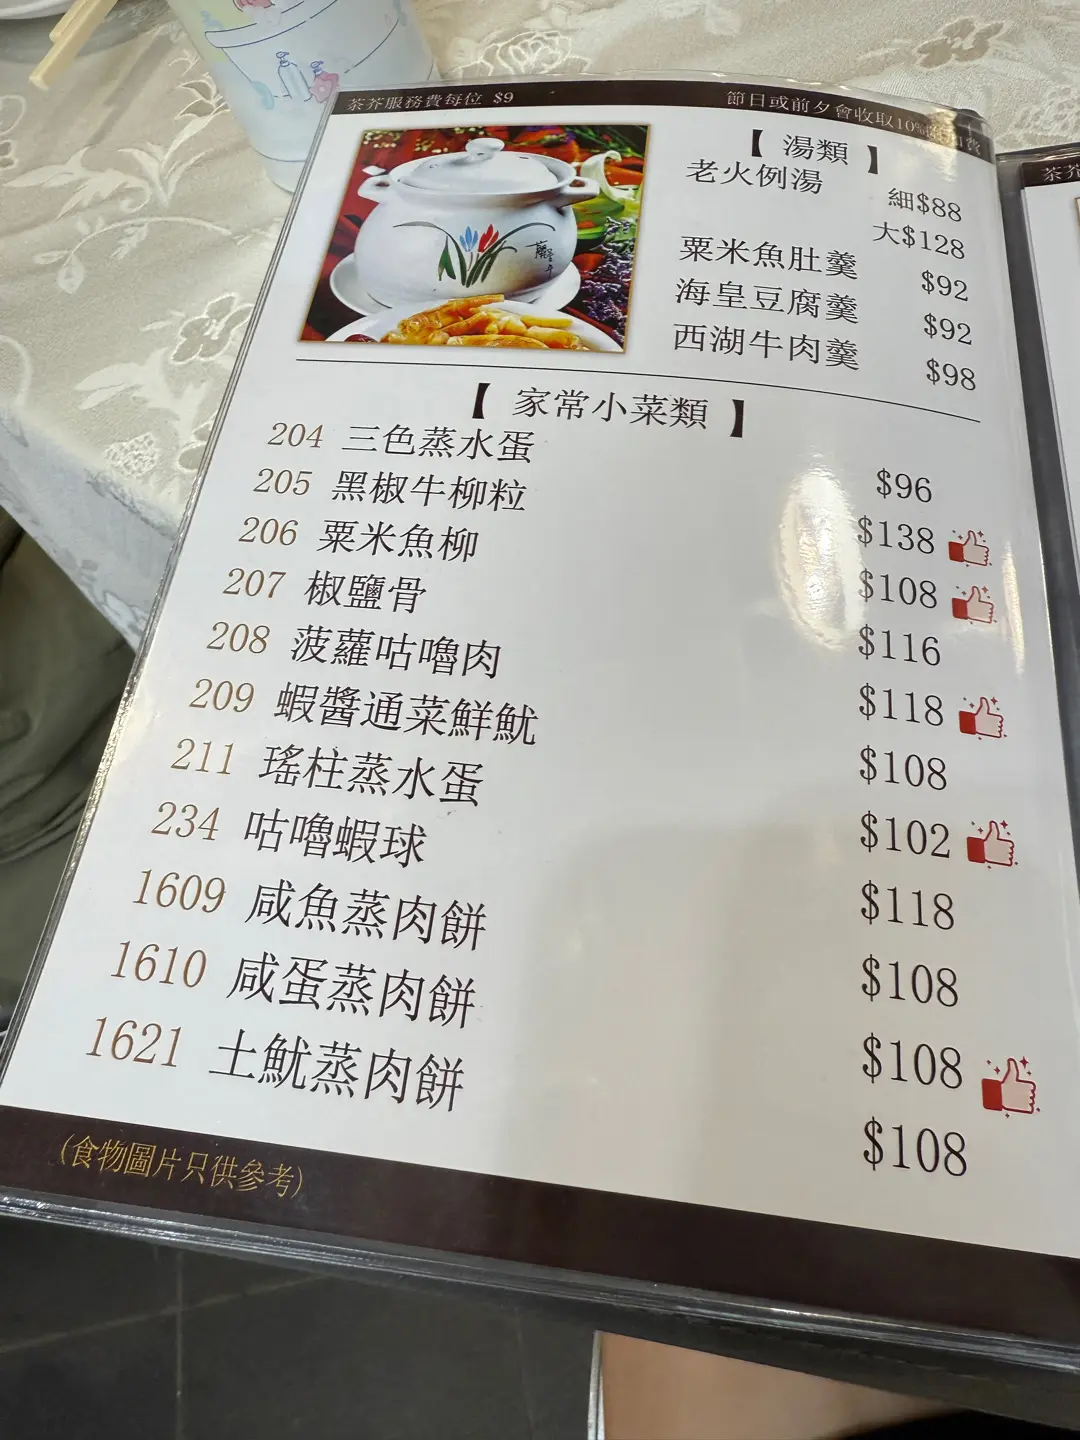 茶芥服務費每位 $9
節日或前夕會收取10%
【 湯類 】
老火例湯 細$88
大$128
粟米魚肚羹 $92
海皇豆腐羹 $92
西湖牛肉羹 $98
【 家常小菜類 】
204 三色蒸水蛋 $96
205 黑椒牛柳粒 $138
206 粟米魚柳 $108
207 椒鹽骨 $116
208 菠蘿咕嚕肉 $118
209 蝦醬通菜鮮魷 $108
211 瑤柱蒸水蛋 $102
234 咕嚕蝦球 $118
1609 咸魚蒸肉餅 $108
1610 咸蛋蒸肉餅 $108
1621 土魷蒸肉餅 $108
(食物圖片只供參考)